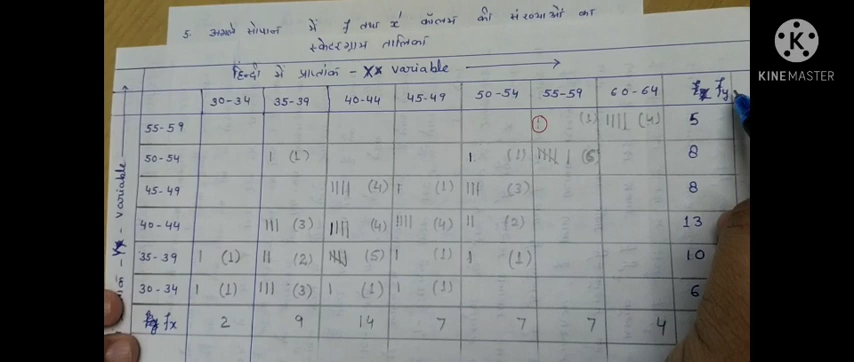 5. अगले सोपान में f तथा x' कॉलम की संख्याओं का
स्केटरग्राम तालिका
KINEMASTER
हिन्दी में प्राप्तांक - X variable
30-34 35-39 40-44 45-49 50-54 55-59 60-64 fy
55-59 | (1) |||| (4) 5
50-54 | (1) | (1) |||| | (6) 8
45-49 |||| (4) | (1) ||| (3) 8
40-44 ||| (3) |||| (4) |||| (4) || (2) 13
35-39 | (1) || (2) |||| (5) | (1) | (1) 10
30-34 | (1) ||| (3) | (1) | (1) 6
fx 2 9 14 7 7 7 4
variable